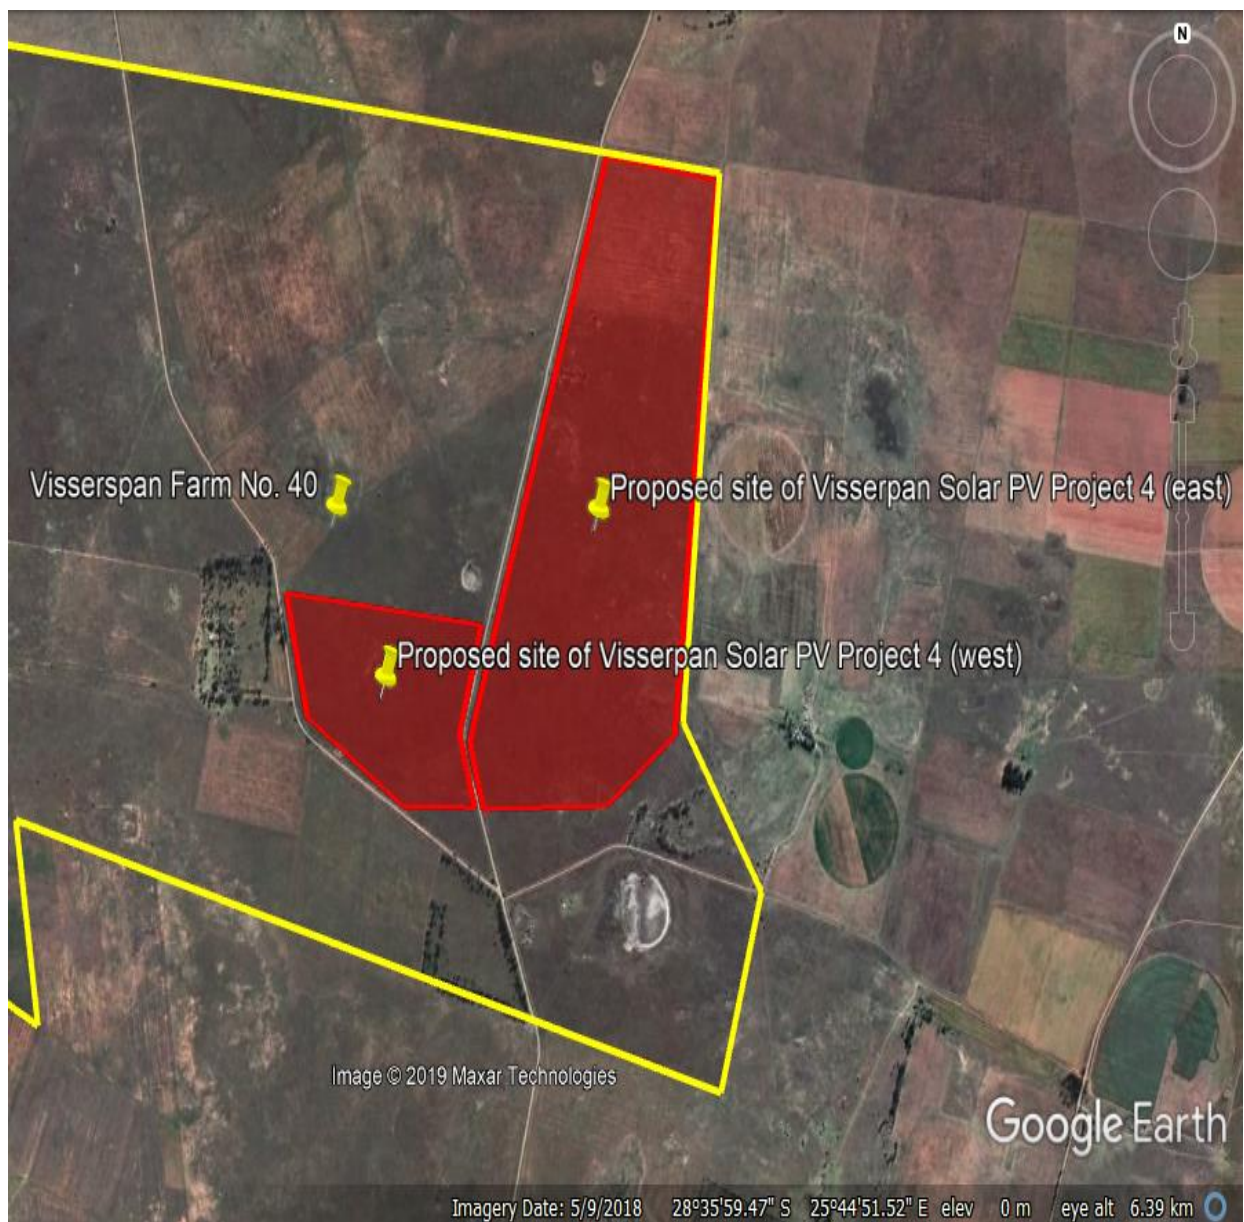 N
Visserspan Farm No. 40
Proposed site of Visserpan Solar PV Project 4 (east)
Proposed site of Visserpan Solar PV Project 4 (west)
Image © 2019 Maxar Technologies
Google Earth
Imagery Date: 5/9/2018 28°35'59.47" S 25°44'51.52" E elev 0 m eye alt 6.39 km